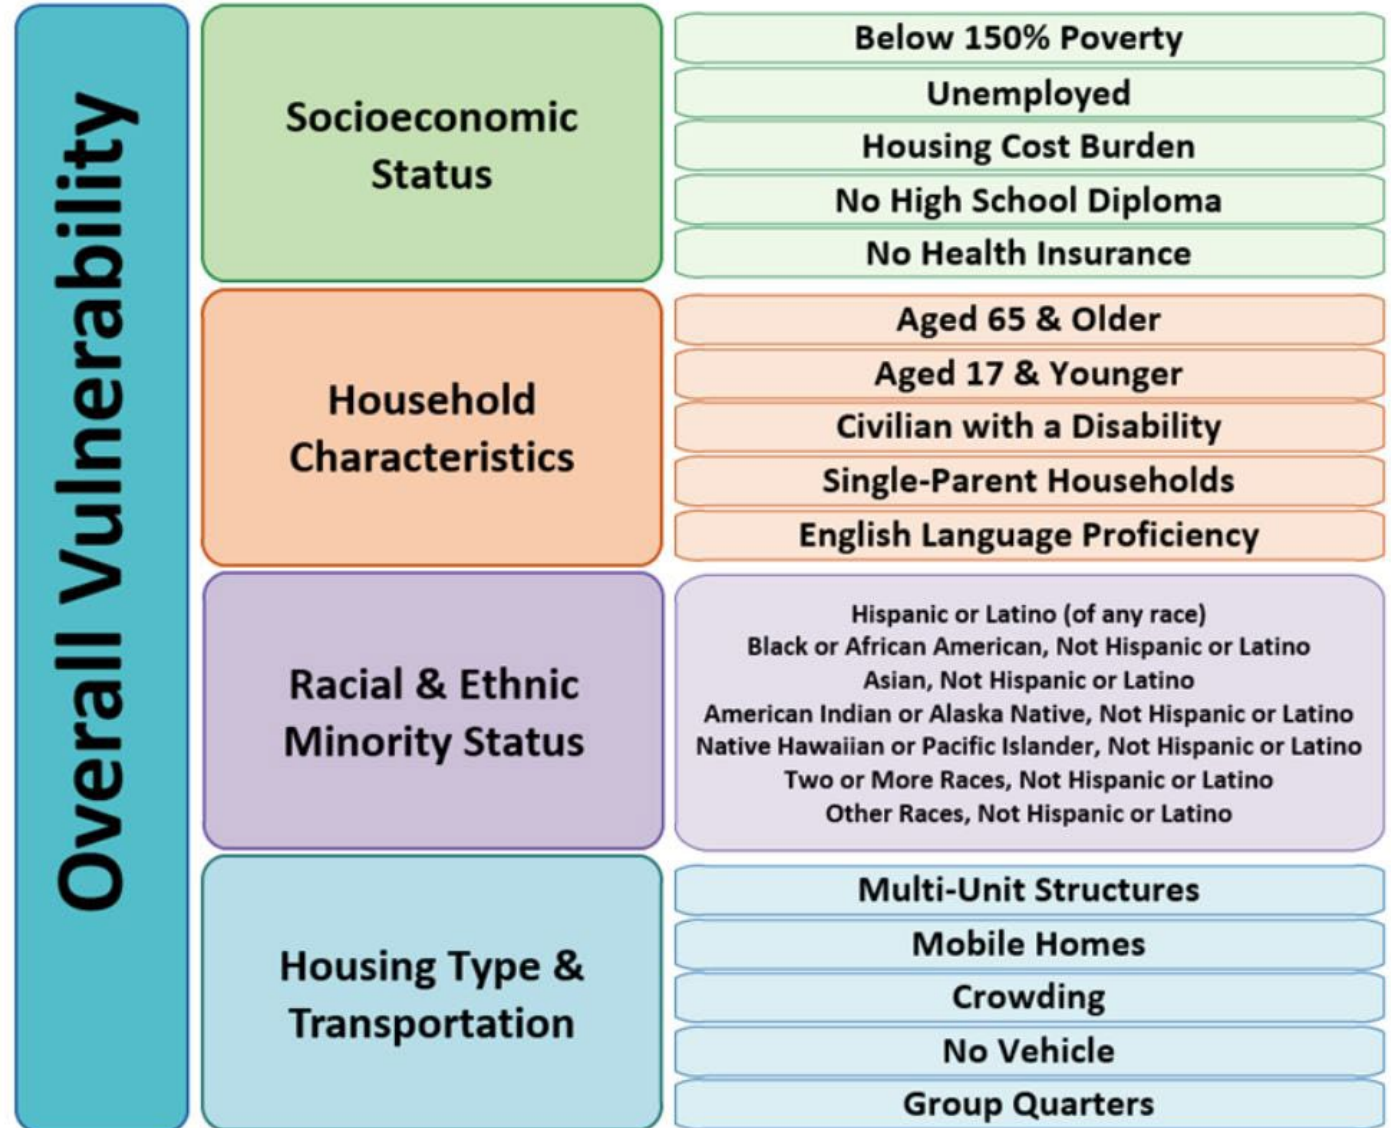 Overall Vulnerability
Socioeconomic
Status
Below 150% Poverty
Unemployed
Housing Cost Burden
No High School Diploma
No Health Insurance
Household
Characteristics
Aged 65 & Older
Aged 17 & Younger
Civilian with a Disability
Single-Parent Households
English Language Proficiency
Racial & Ethnic
Minority Status
Hispanic or Latino (of any race)
Black or African American, Not Hispanic or Latino
Asian, Not Hispanic or Latino
American Indian or Alaska Native, Not Hispanic or Latino
Native Hawaiian or Pacific Islander, Not Hispanic or Latino
Two or More Races, Not Hispanic or Latino
Other Races, Not Hispanic or Latino
Housing Type &
Transportation
Multi-Unit Structures
Mobile Homes
Crowding
No Vehicle
Group Quarters